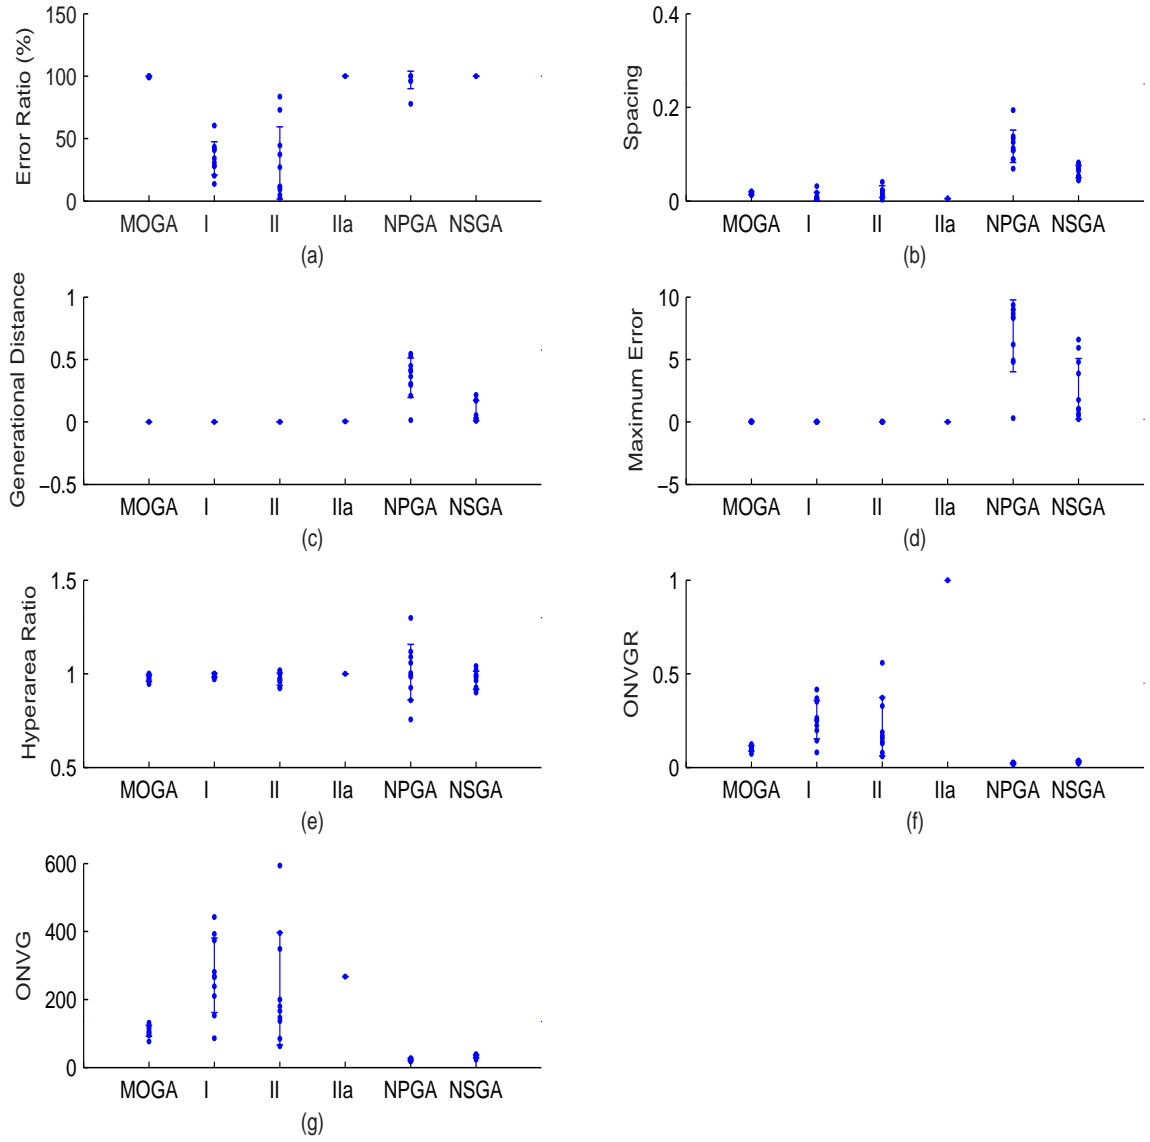 Error Ratio (%)
150
100
50
0
MOGA I II IIa NPGA NSGA
(a)
Spacing
0.4
0.2
0
MOGA I II IIa NPGA NSGA
(b)
Generational Distance
1
0.5
0
−0.5
MOGA I II IIa NPGA NSGA
(c)
Maximum Error
10
5
0
−5
MOGA I II IIa NPGA NSGA
(d)
Hyperarea Ratio
1.5
1
0.5
MOGA I II IIa NPGA NSGA
(e)
ONVGR
1
0.5
0
MOGA I II IIa NPGA NSGA
(f)
ONVG
600
400
200
0
MOGA I II IIa NPGA NSGA
(g)